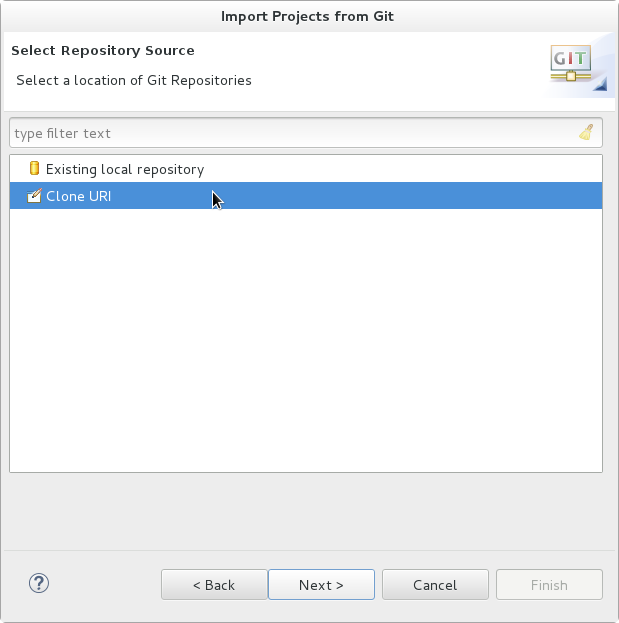 Import Projects from Git
Select Repository Source
Select a location of Git Repositories
GIT
type filter text
Existing local repository
Clone URI
?
< Back
Next >
Cancel
Finish